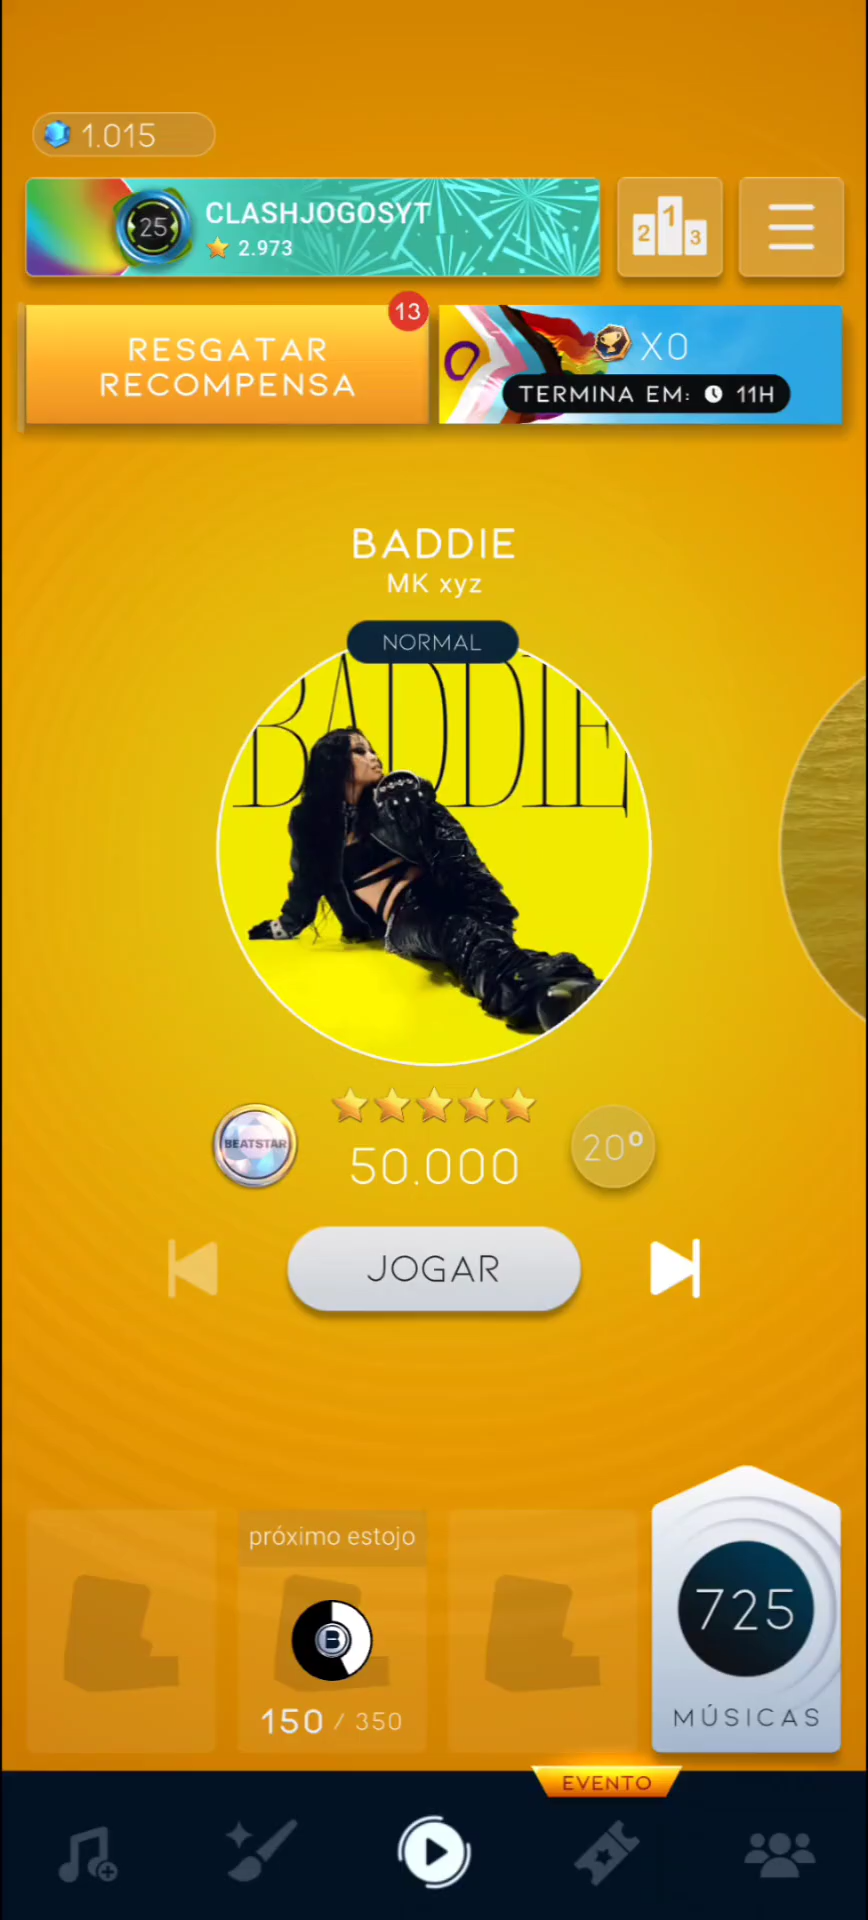 1.015
25
CLASHJOGOSYT
2.973
2 1 3
13
RESGATAR
RECOMPENSA
X0
TERMINA EM: 11H
BADDIE
MK xyz
NORMAL
BADDIE
BEATSTAR
50.000
20º
JOGAR
próximo estojo
B
150 / 350
725
MÚSICAS
EVENTO